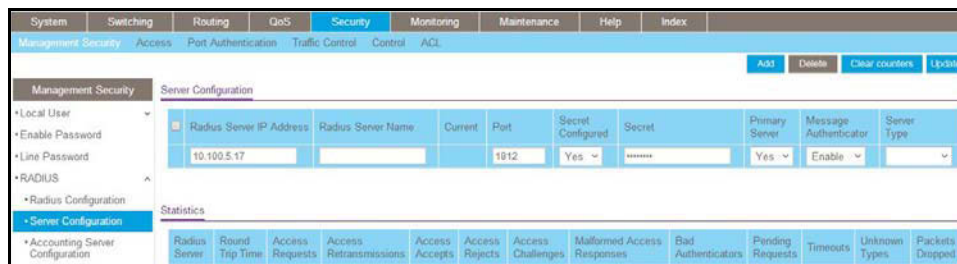 System Switching Routing QoS Security Monitoring Maintenance Help Index
Management Security Access Port Authentication Traffic Control Control ACL
Add Delete Clear counters Update
Management Security
•Local User
•Enable Password
•Line Password
•RADIUS
•Radius Configuration
•Server Configuration
•Accounting Server
Configuration
Server Configuration
Radius Server IP Address Radius Server Name Current Port Secret Configured Secret Primary Server Message Authenticator Server Type
10.100.5.17 1812 Yes ******** Yes Enable
Statistics
Radius Server Round Trip Time Access Requests Access Retransmissions Access Accepts Access Rejects Access Challenges Malformed Access Responses Bad Authenticators Pending Requests Timeouts Unknown Types Packets Dropped